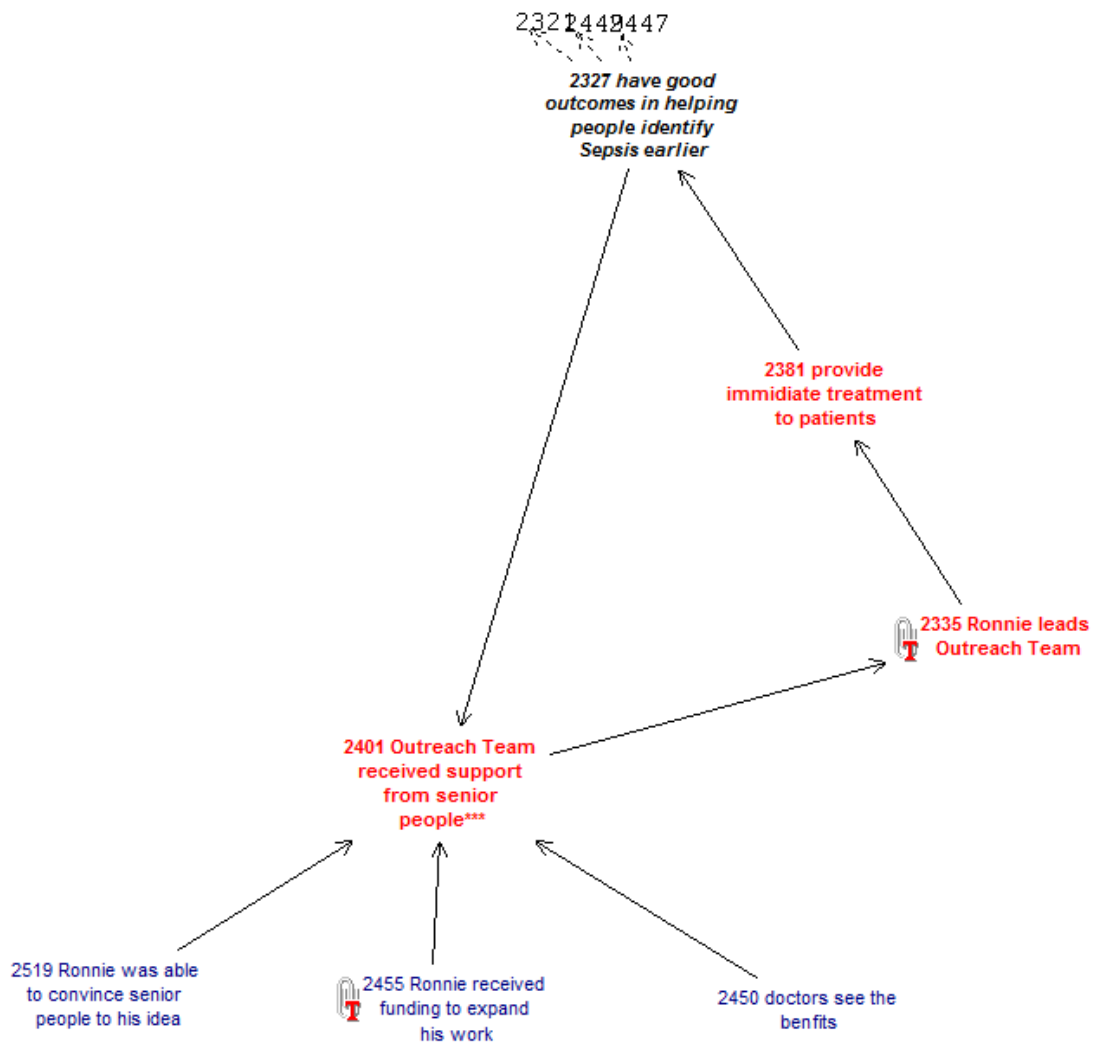 2327 have good
outcomes in helping
people identify
Sepsis earlier
2381 provide
immidiate treatment
to patients
2335 Ronnie leads
Outreach Team
2401 Outreach Team
received support
from senior
people***
2519 Ronnie was able
to convince senior
people to his idea
2455 Ronnie received
funding to expand
his work
2450 doctors see the
benfits